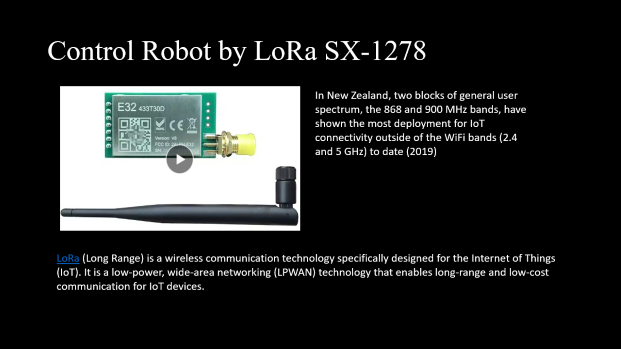 Control Robot by LoRa SX-1278
E32 433T30D
In New Zealand, two blocks of general user
spectrum, the 868 and 900 MHz bands, have
shown the most deployment for IoT
connectivity outside of the WiFi bands (2.4
and 5 GHz) to date (2019)
LoRa (Long Range) is a wireless communication technology specifically designed for the Internet of Things
(IoT). It is a low-power, wide-area networking (LPWAN) technology that enables long-range and low-cost
communication for IoT devices.